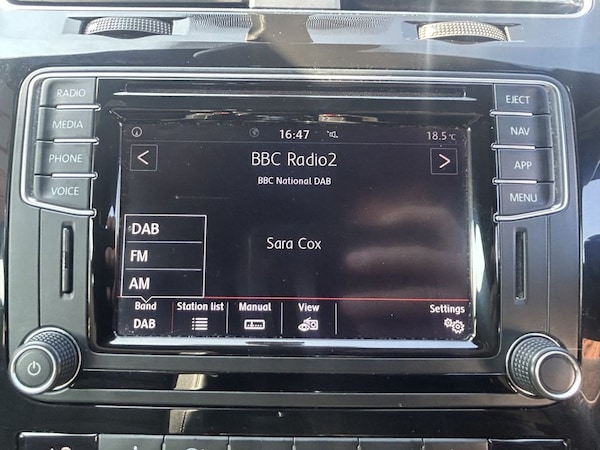 RADIO
MEDIA
PHONE
VOICE
EJECT
NAV
APP
MENU
16:47
18.5°C
< BBC Radio2 >
BBC National DAB
Sara Cox
DAB
FM
AM
Band
DAB
Station list
Manual
View
Settings